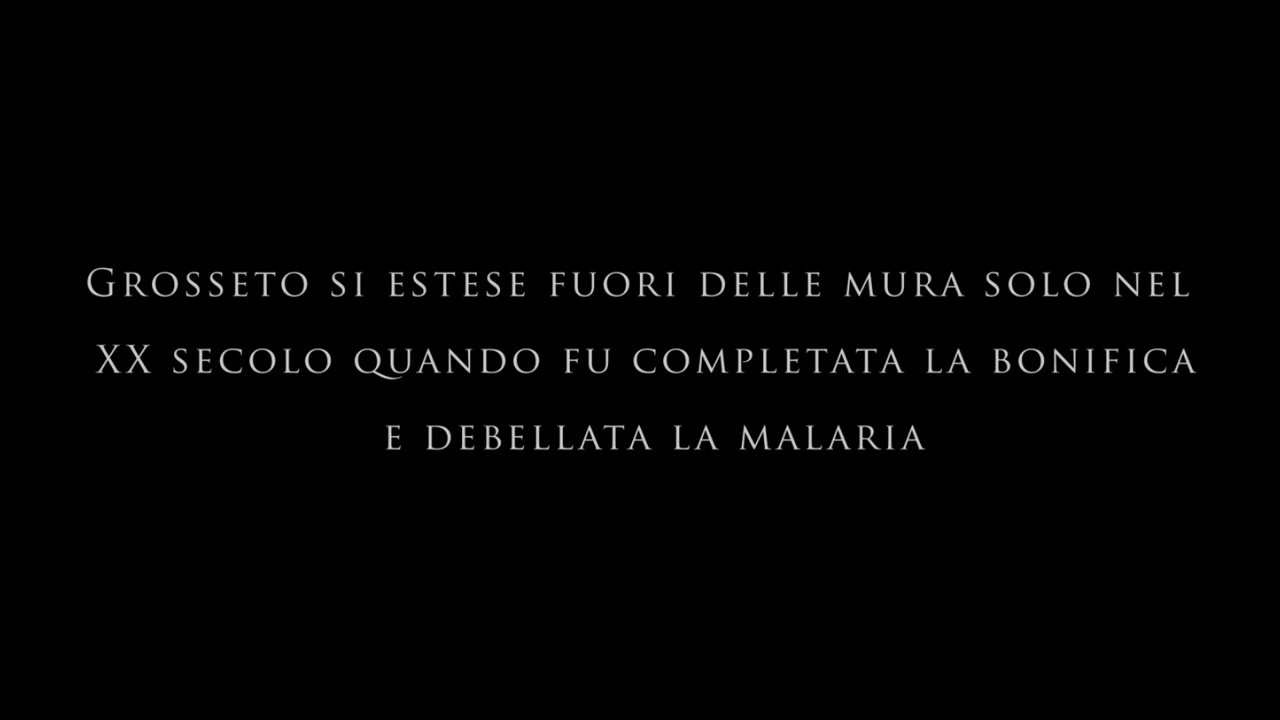 Grosseto si estese fuori delle mura solo nel
XX secolo quando fu completata la bonifica
e debellata la malaria